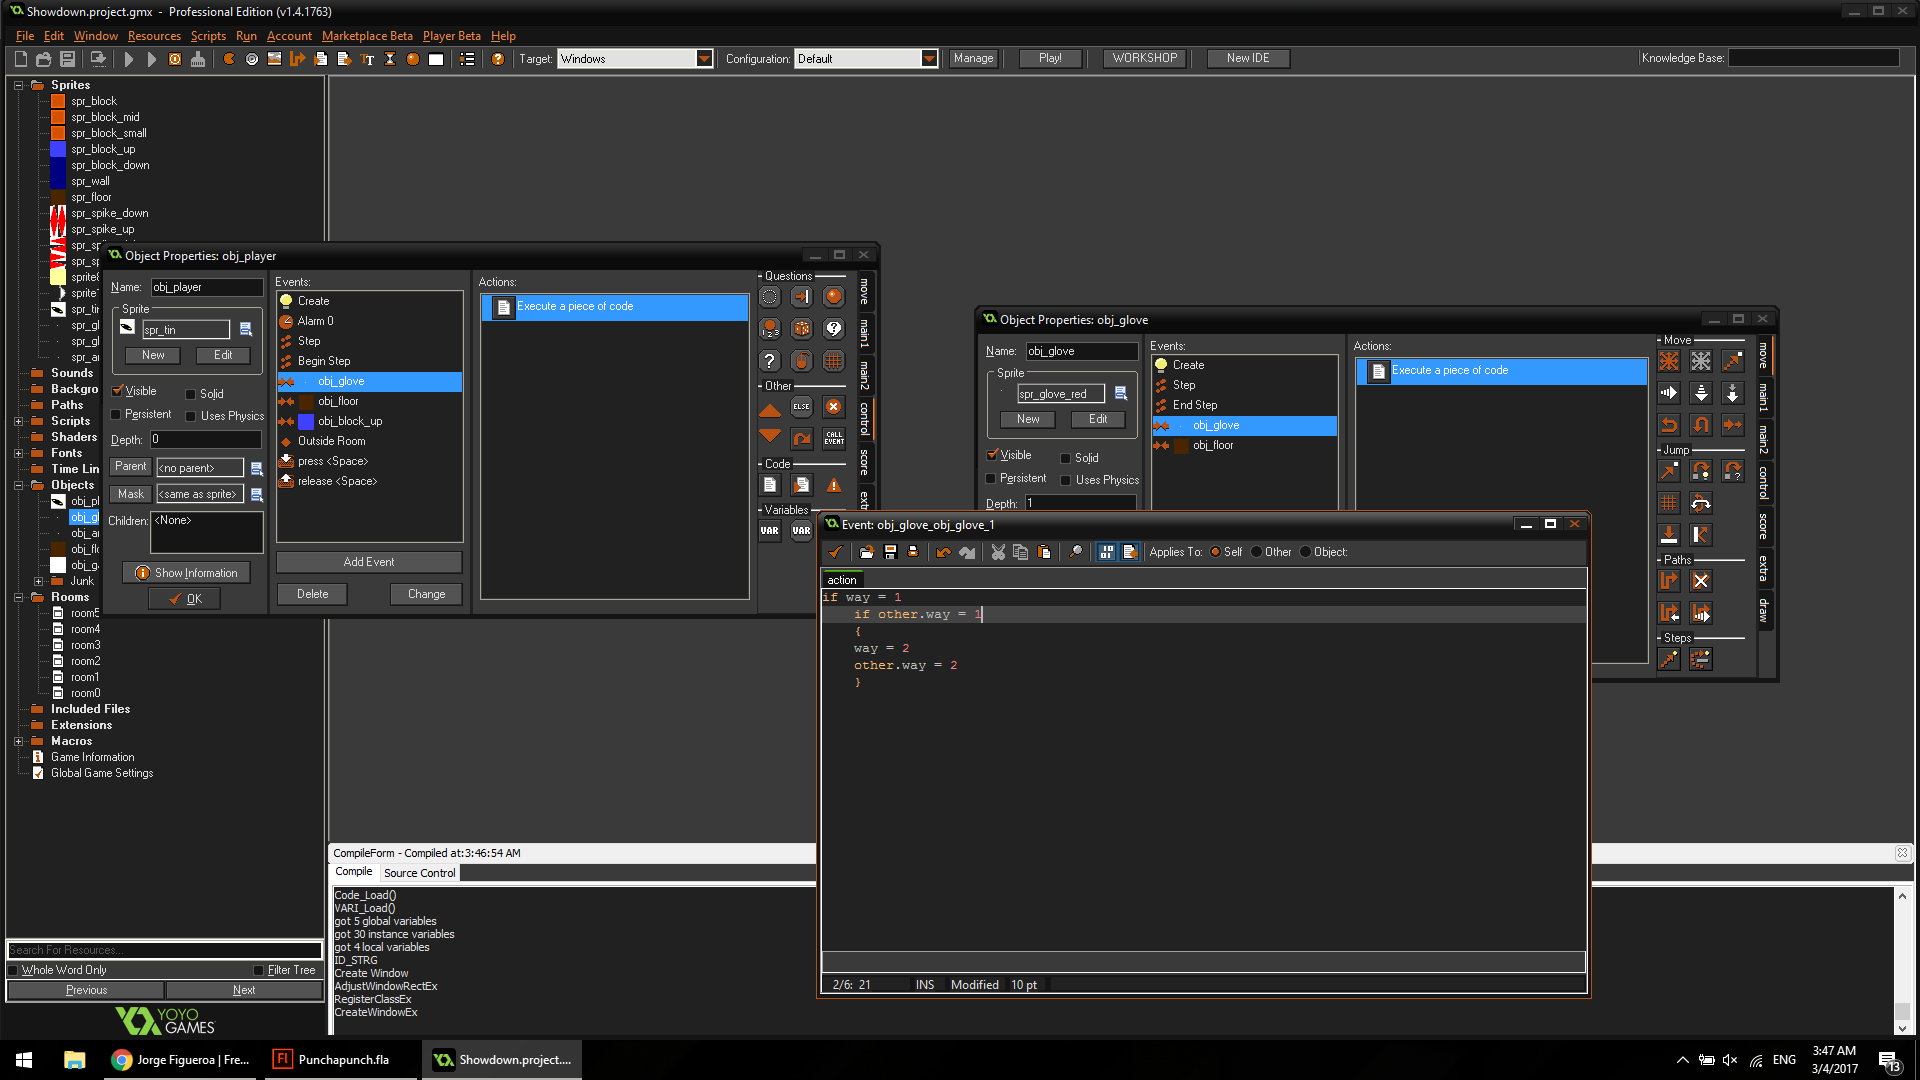 Showdown.project.gmx - Professional Edition (v1.4.1763)
File Edit Window Resources Scripts Run Account Marketplace Beta Player Beta Help
Target: Windows Configuration: Default Manage Play! WORKSHOP New IDE Knowledge Base:
Sprites
spr_block
spr_block_mid
spr_block_small
spr_block_up
spr_block_down
spr_wall
spr_floor
spr_spike_down
spr_spike_up
Sounds
Backgro
Paths
Scripts
Shaders
Fonts
Time Lin
Objects
obj_pl
obj_gl
obj_ar
obj_flo
obj_g
Junk
Rooms
room5
room4
room3
room2
room1
room0
Included Files
Extensions
Macros
Game Information
Global Game Settings
Search For Resources...
Whole Word Only Filter Tree
Previous Next
YOYO GAMES
Object Properties: obj_player
Name: obj_player
Sprite
spr_tin
New Edit
Visible Solid
Persistent Uses Physics
Depth: 0
Parent <no parent>
Mask <same as sprite>
Children: <None>
Show Information
OK
Events:
Create
Alarm 0
Step
Begin Step
obj_glove
obj_floor
obj_block_up
Outside Room
press <Space>
release <Space>
Add Event
Delete Change
Actions:
Execute a piece of code
Questions
Other
ELSE
CALL EVENT
Code
Variables
VAR VAR
move
main1
main2
control
score
extr
Object Properties: obj_glove
Name: obj_glove
Sprite
spr_glove_red
New Edit
Visible Solid
Persistent Uses Physics
Depth: 1
Events:
Create
Step
End Step
obj_glove
obj_floor
Actions:
Execute a piece of code
Move
Jump
Paths
Steps
move
main1
main2
control
score
extra
draw
Event: obj_glove_obj_glove_1
Applies To: Self Other Object:
action
if way = 1
if other.way = 1
{
way = 2
other.way = 2
}
2/6: 21 INS Modified 10 pt
CompileForm - Compiled at:3:46:54 AM
Compile Source Control
Code_Load()
VARI_Load()
got 5 global variables
got 30 instance variables
got 4 local variables
ID_STRG
Create Window
AdjustWindowRectEx
RegisterClassEx
CreateWindowEx
Jorge Figueroa | Fre...
Punchapunch.fla
Showdown.project....
ENG
3:47 AM
3/4/2017
13